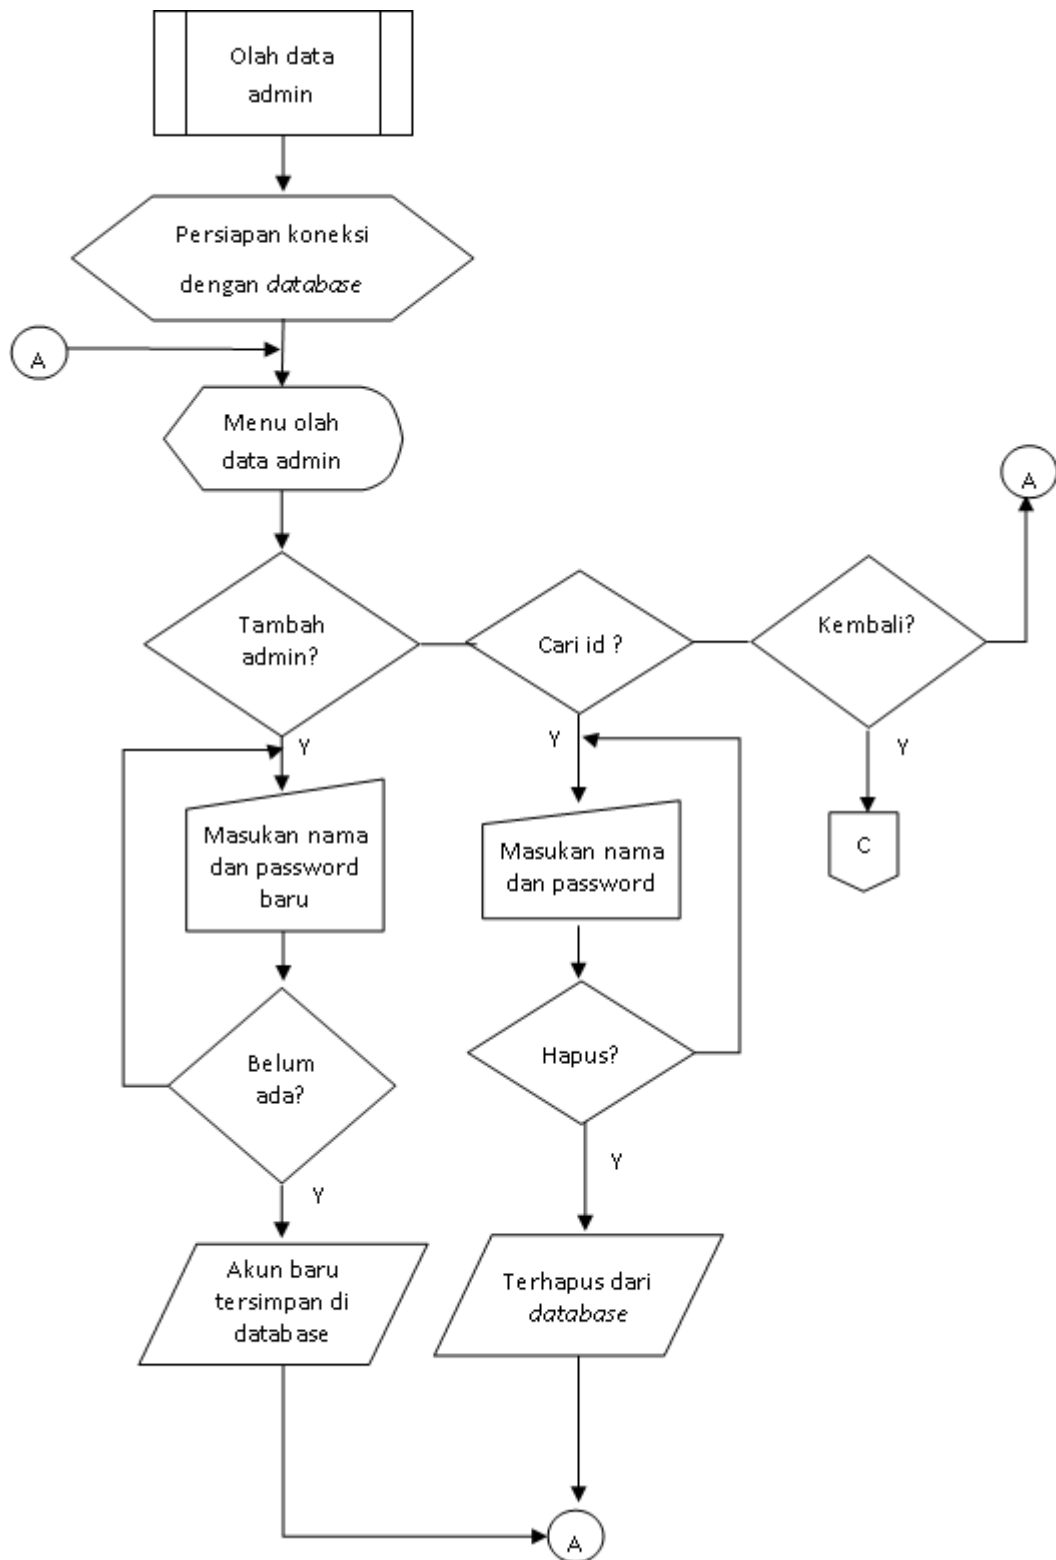 Olah data
admin
Persiapan koneksi
dengan database
A
Menu olah
data admin
A
Tambah
admin?
Cari id ?
Kembali?
Y
Y
Y
Masukan nama
dan password
baru
Masukan nama
dan password
C
Belum
ada?
Hapus?
Y
Y
Akun baru
tersimpan di
database
Terhapus dari
database
A